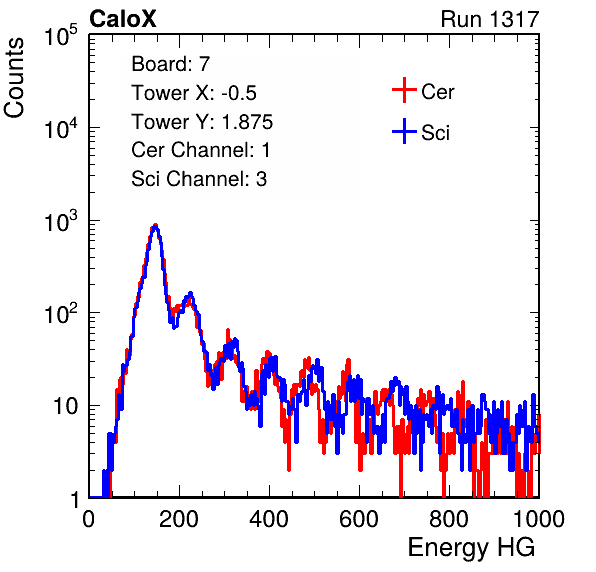 CaloX Run 1317
Counts
Board: 7
Tower X: -0.5
Tower Y: 1.875
Cer Channel: 1
Sci Channel: 3
Cer
Sci
10^5
10^4
10^3
10^2
10
1
0 200 400 600 800 1000
Energy HG